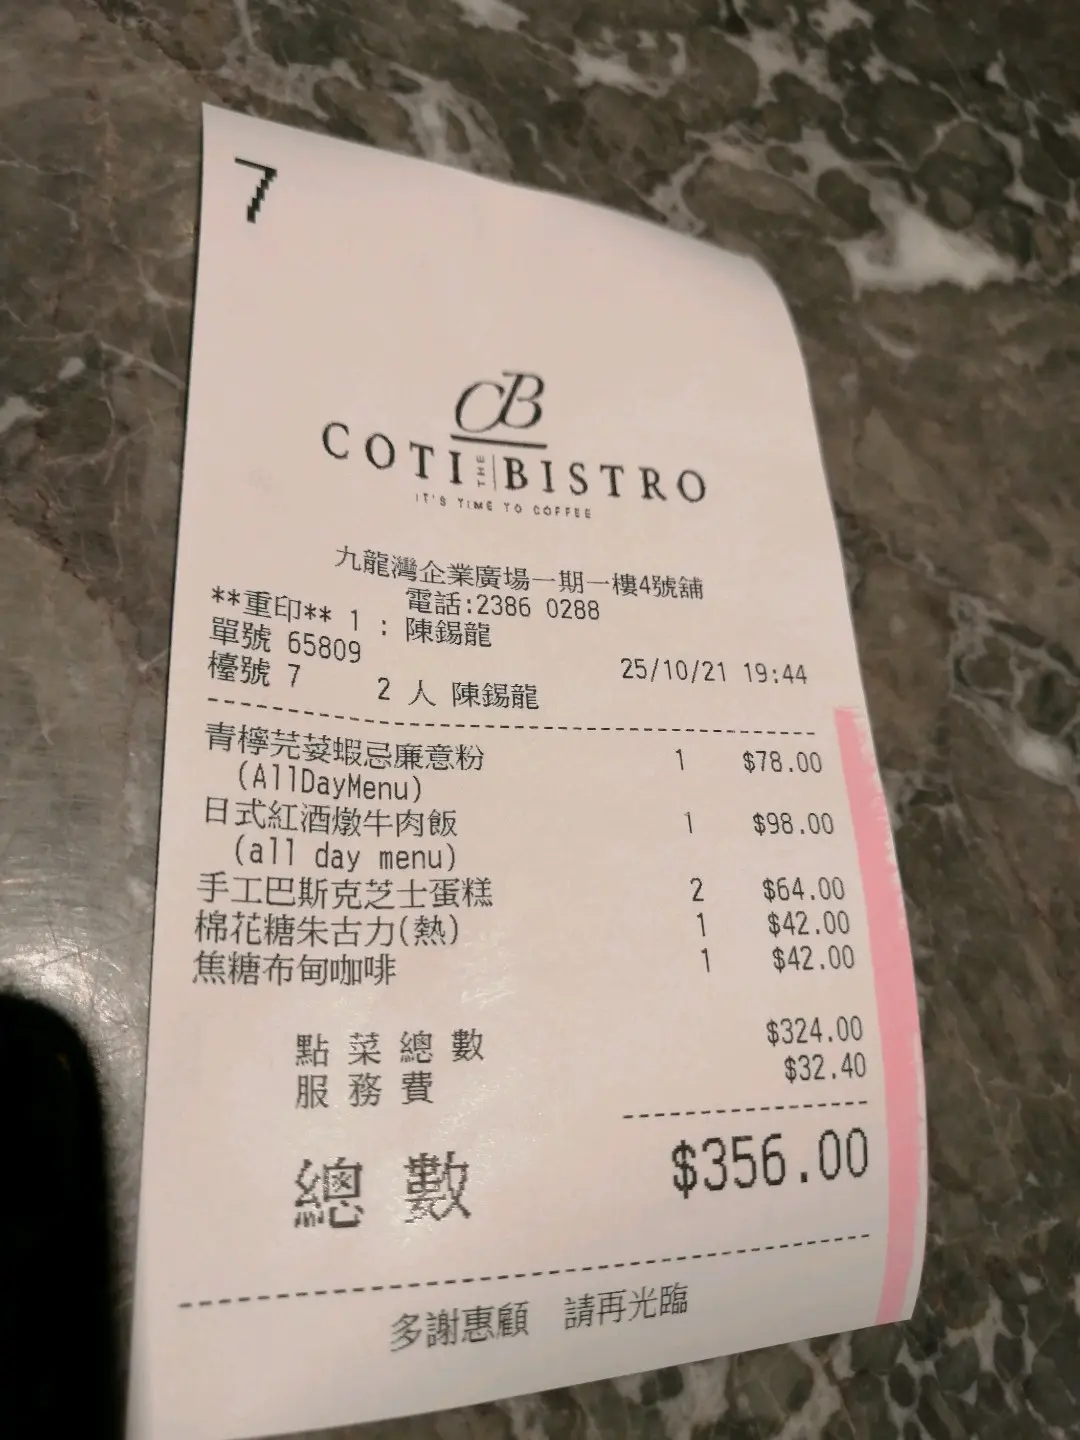 7
CB
COTI THE BISTRO
IT'S TIME TO COFFEE
九龍灣企業廣場一期一樓4號舖
電話:2386 0288
**重印** 1 : 陳錫龍
單號 65809 25/10/21 19:44
檯號 7 2 人 陳錫龍
青檸芫荽蝦忌廉意粉 1 $78.00
(AllDayMenu)
日式紅酒燉牛肉飯 1 $98.00
(all day menu)
手工巴斯克芝士蛋糕 2 $64.00
棉花糖朱古力(熱) 1 $42.00
焦糖布甸咖啡 1 $42.00
點菜總數 $324.00
服務費 $32.40
總數 $356.00
多謝惠顧 請再光臨